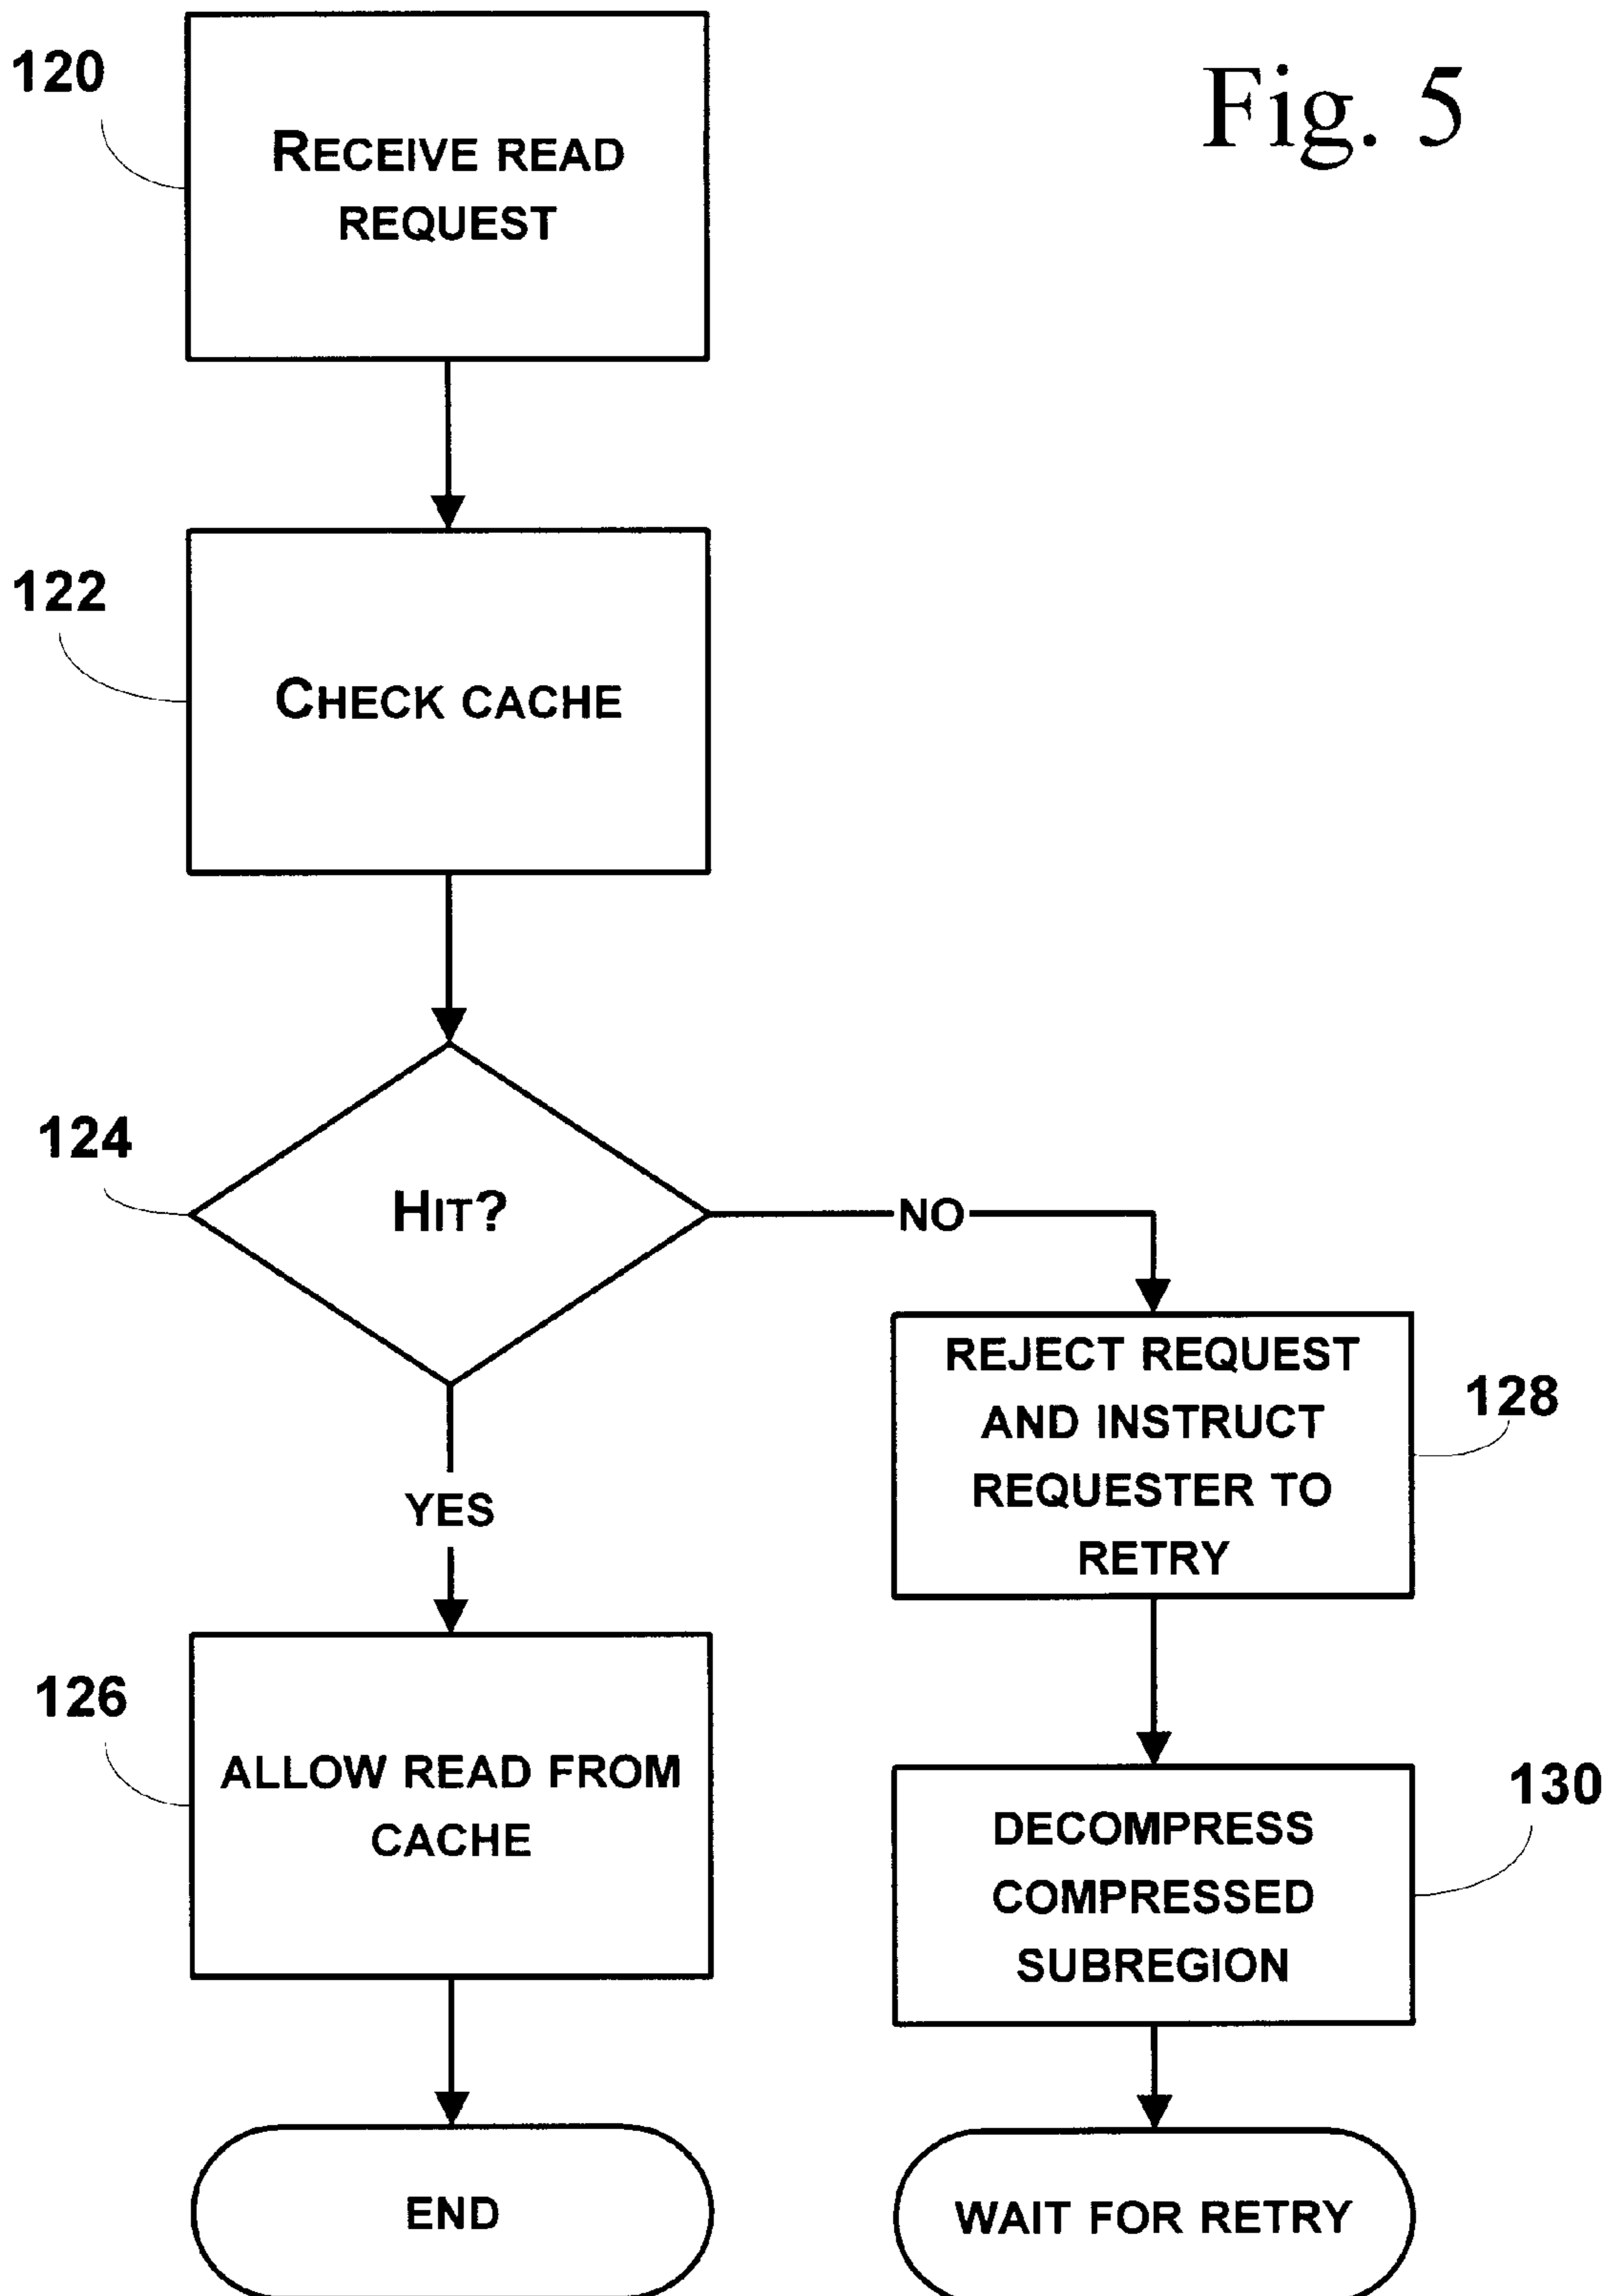 Fig. 5
120
RECEIVE READ
REQUEST
122
CHECK CACHE
124
HIT?
NO
YES
REJECT REQUEST
AND INSTRUCT
REQUESTER TO
RETRY
128
126
ALLOW READ FROM
CACHE
130
DECOMPRESS
COMPRESSED
SUBREGION
END
WAIT FOR RETRY